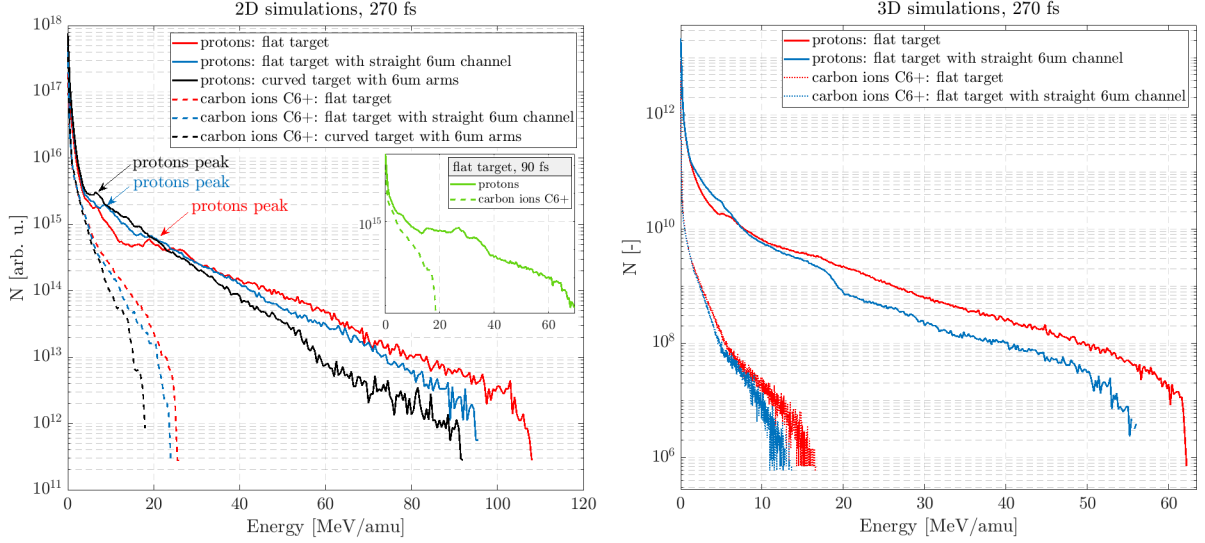 2D simulations, 270 fs
N [arb. u.]
10^18
10^17
10^16
10^15
10^14
10^13
10^12
10^11
protons: flat target
protons: flat target with straight 6um channel
protons: curved target with 6um arms
carbon ions C6+: flat target
carbon ions C6+: flat target with straight 6um channel
carbon ions C6+: curved target with 6um arms
protons peak
protons peak
protons peak
flat target, 90 fs
protons
carbon ions C6+
10^15
0 20 40 60
0 20 40 60 80 100 120
Energy [MeV/amu]
3D simulations, 270 fs
N [-]
10^12
10^10
10^8
10^6
protons: flat target
protons: flat target with straight 6um channel
carbon ions C6+: flat target
carbon ions C6+: flat target with straight 6um channel
0 10 20 30 40 50 60
Energy [MeV/amu]